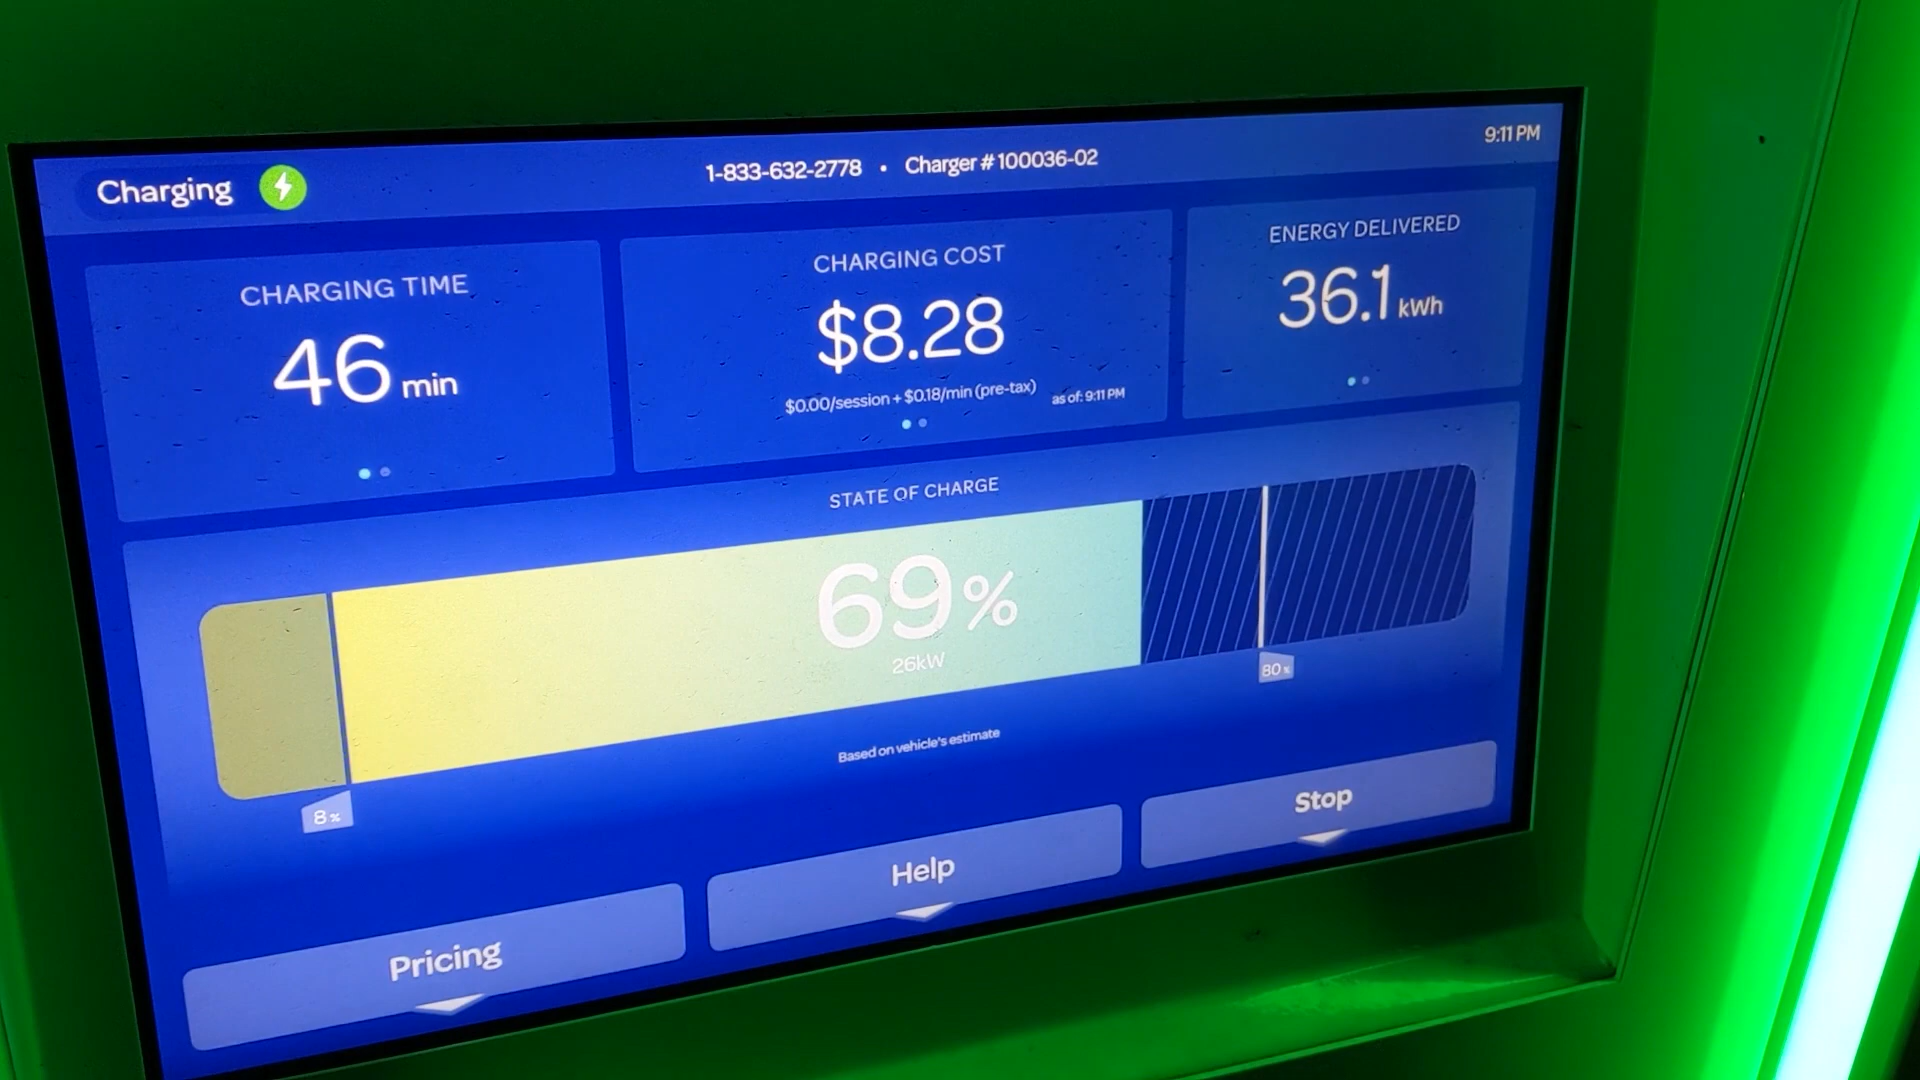 Charging
1-833-632-2778 • Charger # 100036-02
9:11 PM
CHARGING TIME
46 min
CHARGING COST
$8.28
$0.00/session + $0.18/min (pre-tax)
as of: 9:11 PM
ENERGY DELIVERED
36.1 kWh
STATE OF CHARGE
69%
26kW
8%
80%
Based on vehicle's estimate
Pricing
Help
Stop